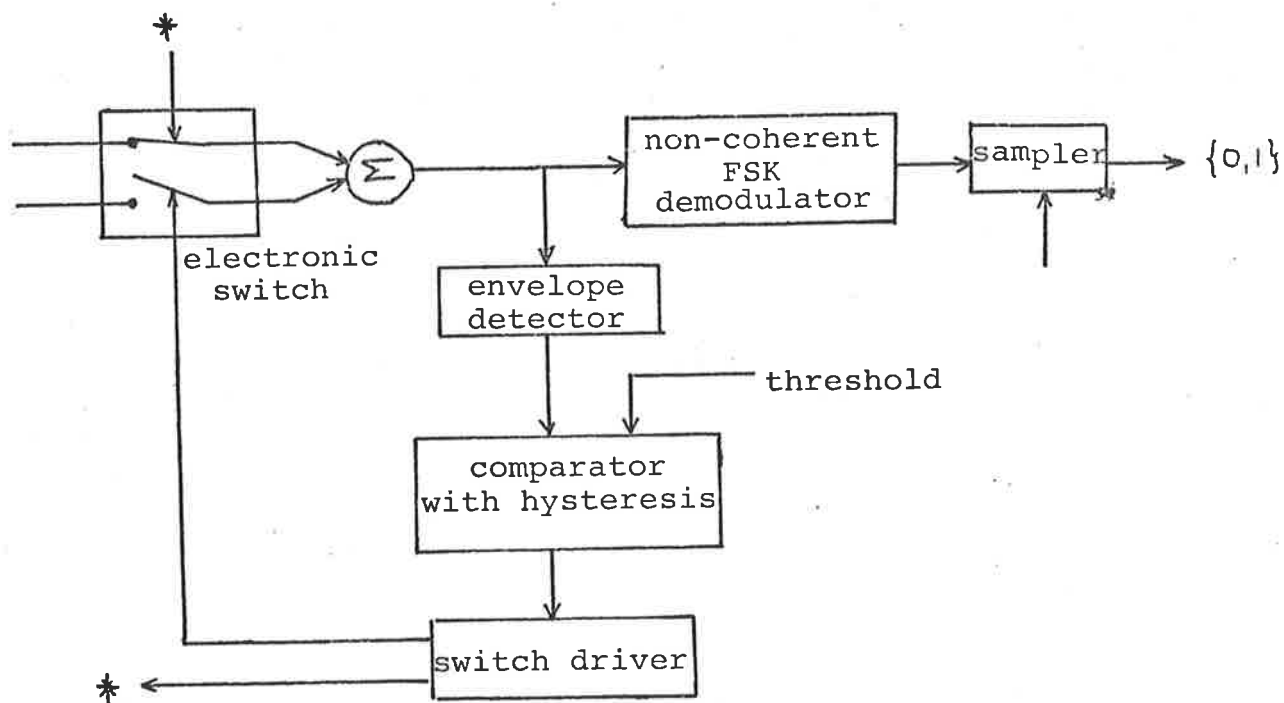 *
non-coherent
FSK
demodulator
sampler
{0,1}
Σ
electronic
switch
envelope
detector
threshold
comparator
with hysteresis
switch driver
*